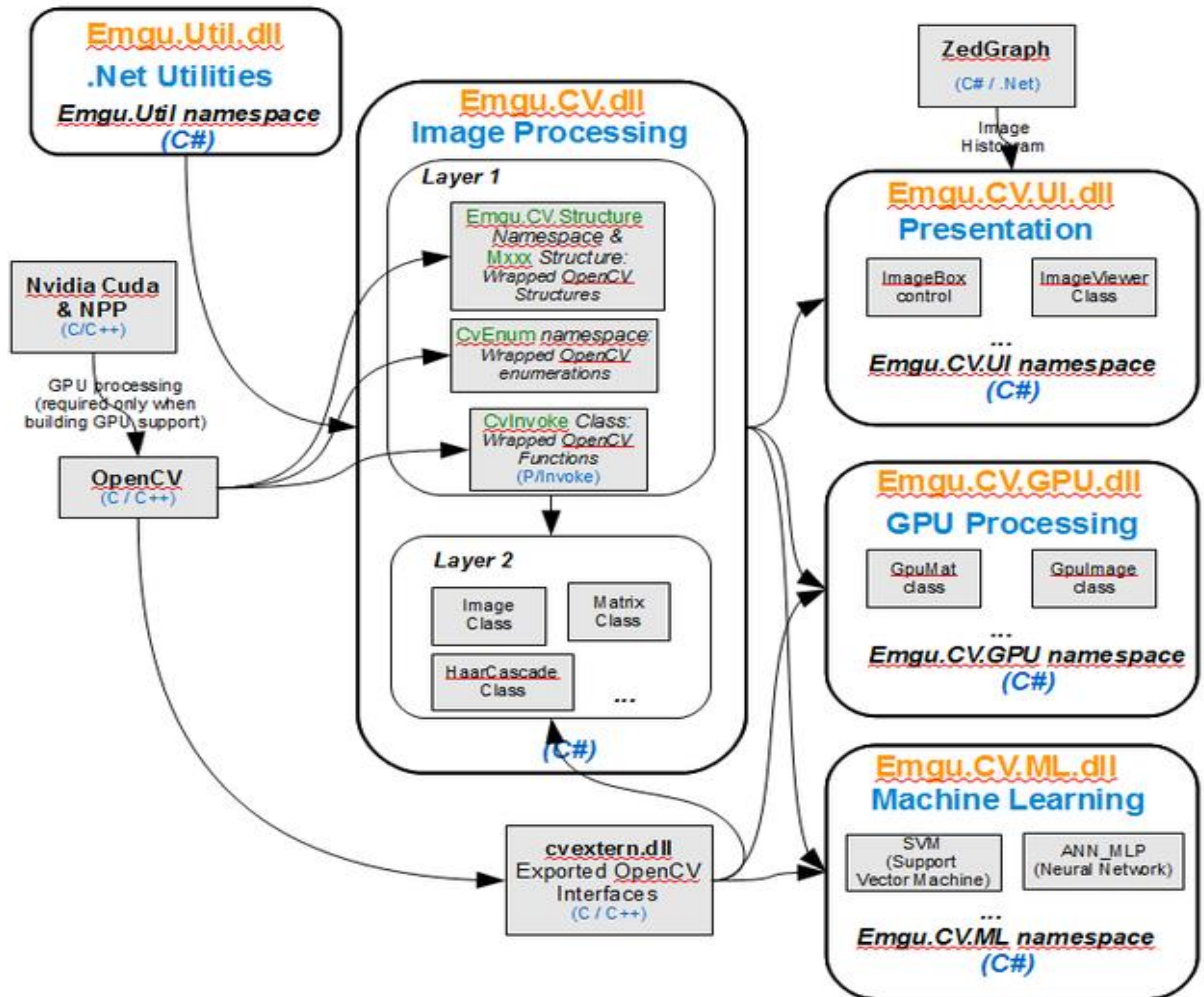 Emgu.Util.dll
.Net Utilities
Emgu.Util namespace
(C#)
Nvidia Cuda
& NPP
(C/C++)
GPU processing
(required only when
building GPU support)
OpenCV
(C / C++)
Emgu.CV.dll
Image Processing
Layer 1
Emgu.CV.Structure
Namespace &
Mxxx Structure:
Wrapped OpenCV
Structures
CvEnum namespace:
Wrapped OpenCV
enumerations
CvInvoke Class:
Wrapped OpenCV
Functions
(P/Invoke)
Layer 2
Image
Class
Matrix
Class
HaarCascade
Class
...
(C#)
cvextern.dll
Exported OpenCV
Interfaces
(C / C++)
ZedGraph
(C# / .Net)
Image
Histogram
Emgu.CV.UI.dll
Presentation
ImageBox
control
ImageViewer
Class
...
Emgu.CV.UI namespace
(C#)
Emgu.CV.GPU.dll
GPU Processing
GpuMat
class
GpuImage
class
...
Emgu.CV.GPU namespace
(C#)
Emgu.CV.ML.dll
Machine Learning
SVM
(Support
Vector Machine)
ANN_MLP
(Neural Network)
...
Emgu.CV.ML namespace
(C#)